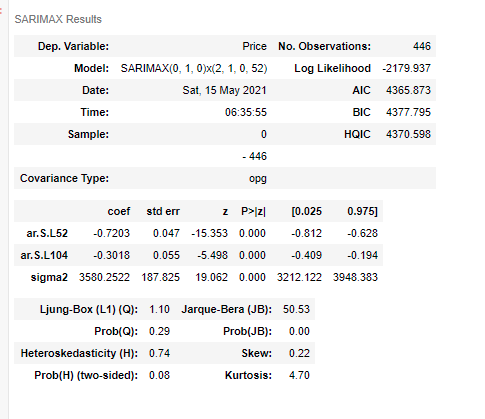 SARIMAX Results
Dep. Variable: Price No. Observations: 446
Model: SARIMAX(0, 1, 0)x(2, 1, 0, 52) Log Likelihood -2179.937
Date: Sat, 15 May 2021 AIC 4365.873
Time: 06:35:55 BIC 4377.795
Sample: 0 HQIC 4370.598
- 446
Covariance Type: opg
coef std err z P>|z| [0.025 0.975]
ar.S.L52 -0.7203 0.047 -15.353 0.000 -0.812 -0.628
ar.S.L104 -0.3018 0.055 -5.498 0.000 -0.409 -0.194
sigma2 3580.2522 187.825 19.062 0.000 3212.122 3948.383
Ljung-Box (L1) (Q): 1.10 Jarque-Bera (JB): 50.53
Prob(Q): 0.29 Prob(JB): 0.00
Heteroskedasticity (H): 0.74 Skew: 0.22
Prob(H) (two-sided): 0.08 Kurtosis: 4.70